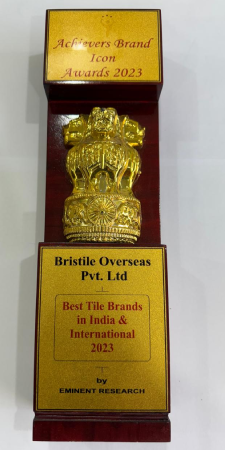 Achievers Brand
Icon
Awards 2023
Bristile Overseas
Pvt. Ltd
Best Tile Brands
in India &
International
2023
by
EMINENT RESEARCH